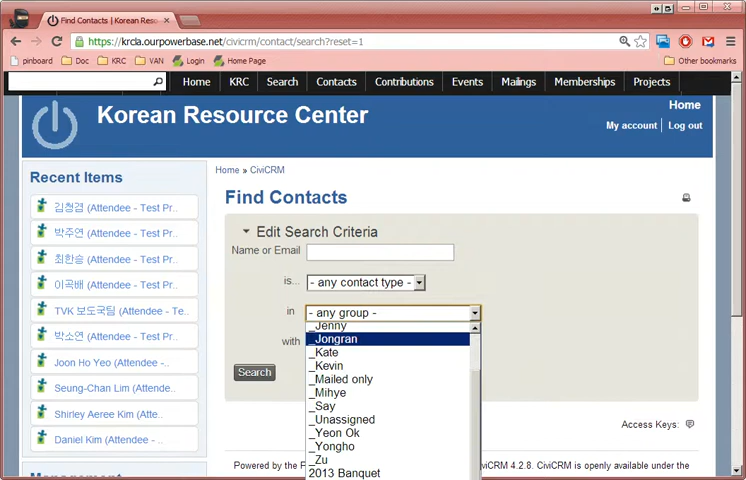 Find Contacts | Korean Reso
https://krcla.ourpowerbase.net/civicrm/contact/search?reset=1
pinboard Doc KRC VAN Login Home Page Other bookmarks
Home KRC Search Contacts Contributions Events Mailings Memberships Projects
Korean Resource Center
Home
My account Log out
Recent Items
김청겸 (Attendee - Test Pr..
박주연 (Attendee - Test Pr..
최한승 (Attendee - Test Pr..
이곡배 (Attendee - Test Pr..
TVK 보도국팀 (Attendee - Te..
박소연 (Attendee - Test Pr..
Joon Ho Yeo (Attendee -..
Seung-Chan Lim (Attende..
Shirley Aeree Kim (Atte..
Daniel Kim (Attendee - ..
Home » CiviCRM
Find Contacts
Edit Search Criteria
Name or Email
is... - any contact type -
in - any group -
with
_Jenny
_Jongran
_Kate
_Kevin
_Mailed only
_Mihye
_Say
_Unassigned
_Yeon Ok
_Yongho
_Zu
2013 Banquet
Search
Access Keys:
Powered by the
CiviCRM 4.2.8. CiviCRM is openly available under the